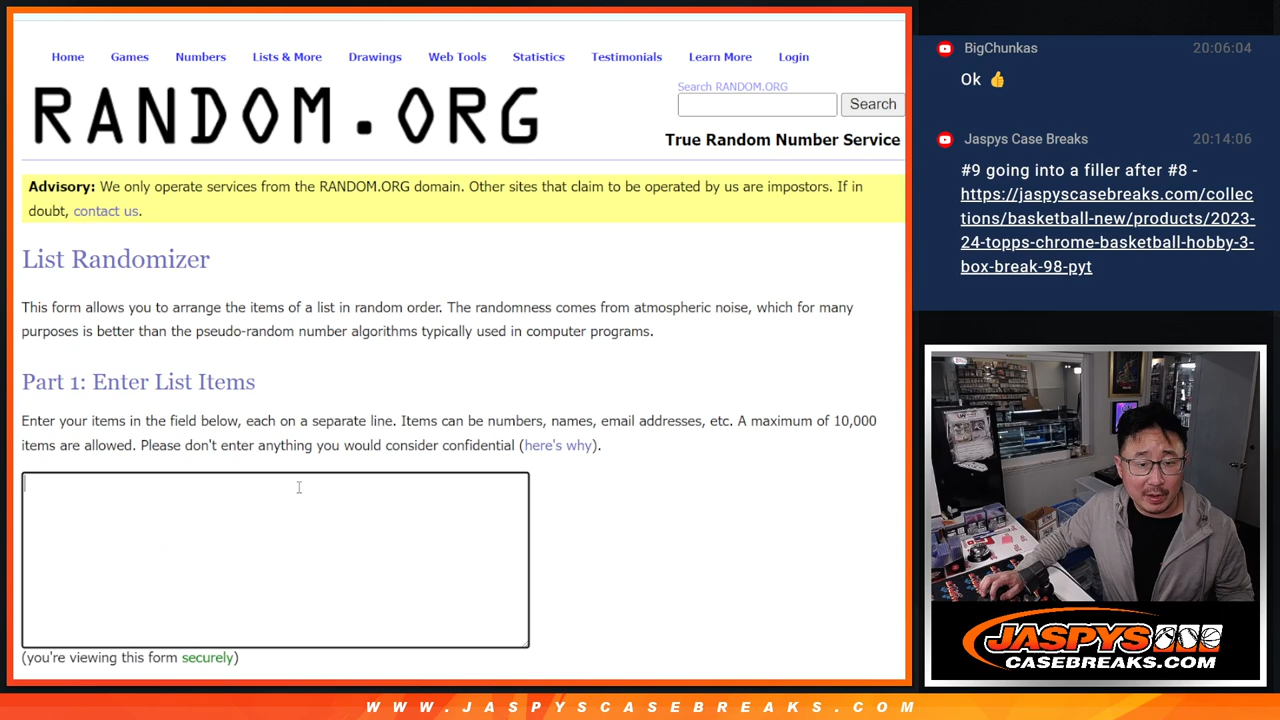 Home Games Numbers Lists & More Drawings Web Tools Statistics Testimonials Learn More Login
RANDOM.ORG
Search RANDOM.ORG
Search
True Random Number Service
Advisory: We only operate services from the RANDOM.ORG domain. Other sites that claim to be operated by us are impostors. If in
doubt, contact us.
List Randomizer
This form allows you to arrange the items of a list in random order. The randomness comes from atmospheric noise, which for many
purposes is better than the pseudo-random number algorithms typically used in computer programs.
Part 1: Enter List Items
Enter your items in the field below, each on a separate line. Items can be numbers, names, email addresses, etc. A maximum of 10,000
items are allowed. Please don't enter anything you would consider confidential (here's why).
(you're viewing this form securely)
BigChunkas 20:06:04
Ok 👍
Jaspys Case Breaks 20:14:06
#9 going into a filler after #8 -
https://jaspyscasebreaks.com/collec
tions/basketball-new/products/2023-
24-topps-chrome-basketball-hobby-3-
box-break-98-pyt
JASPYS
CASEBREAKS.COM
WWW.JASPYSCASEBREAKS.COM